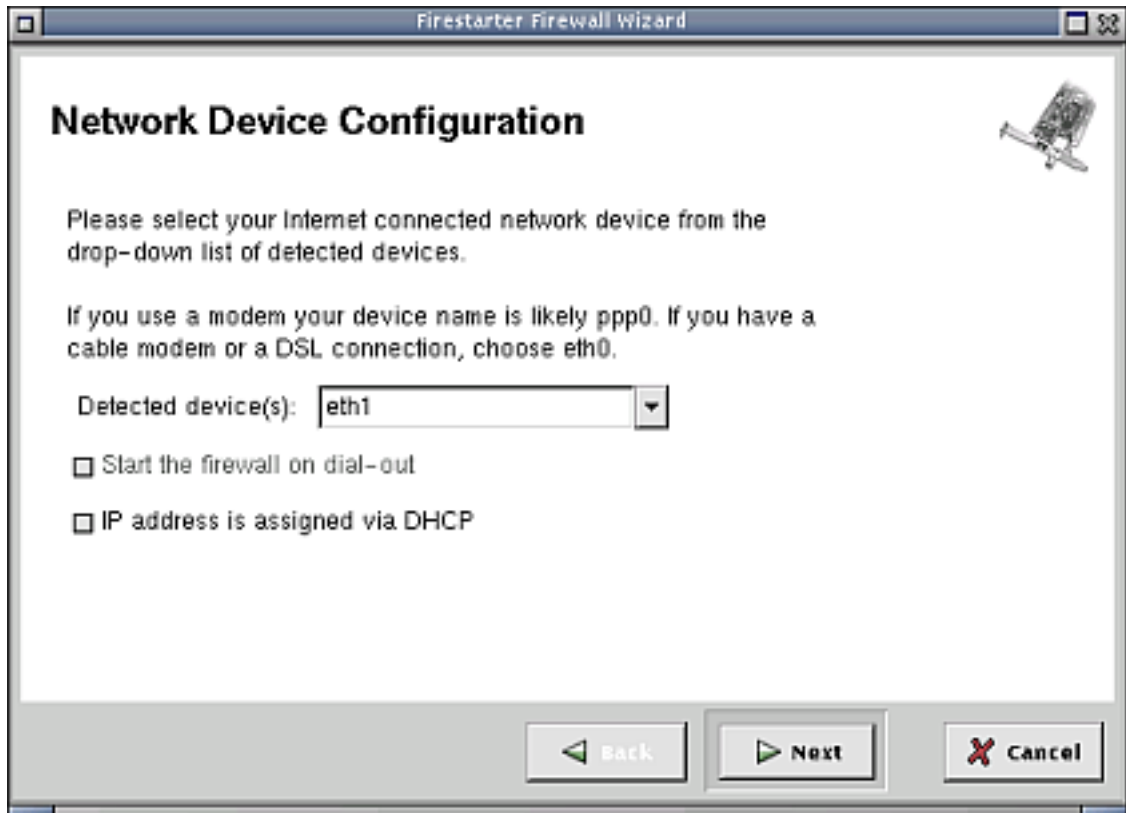 Firestarter Firewall Wizard
Network Device Configuration
Please select your Internet connected network device from the
drop-down list of detected devices.
If you use a modem your device name is likely ppp0. If you have a
cable modem or a DSL connection, choose eth0.
Detected device(s): eth1
Start the firewall on dial-out
IP address is assigned via DHCP
Back Next Cancel